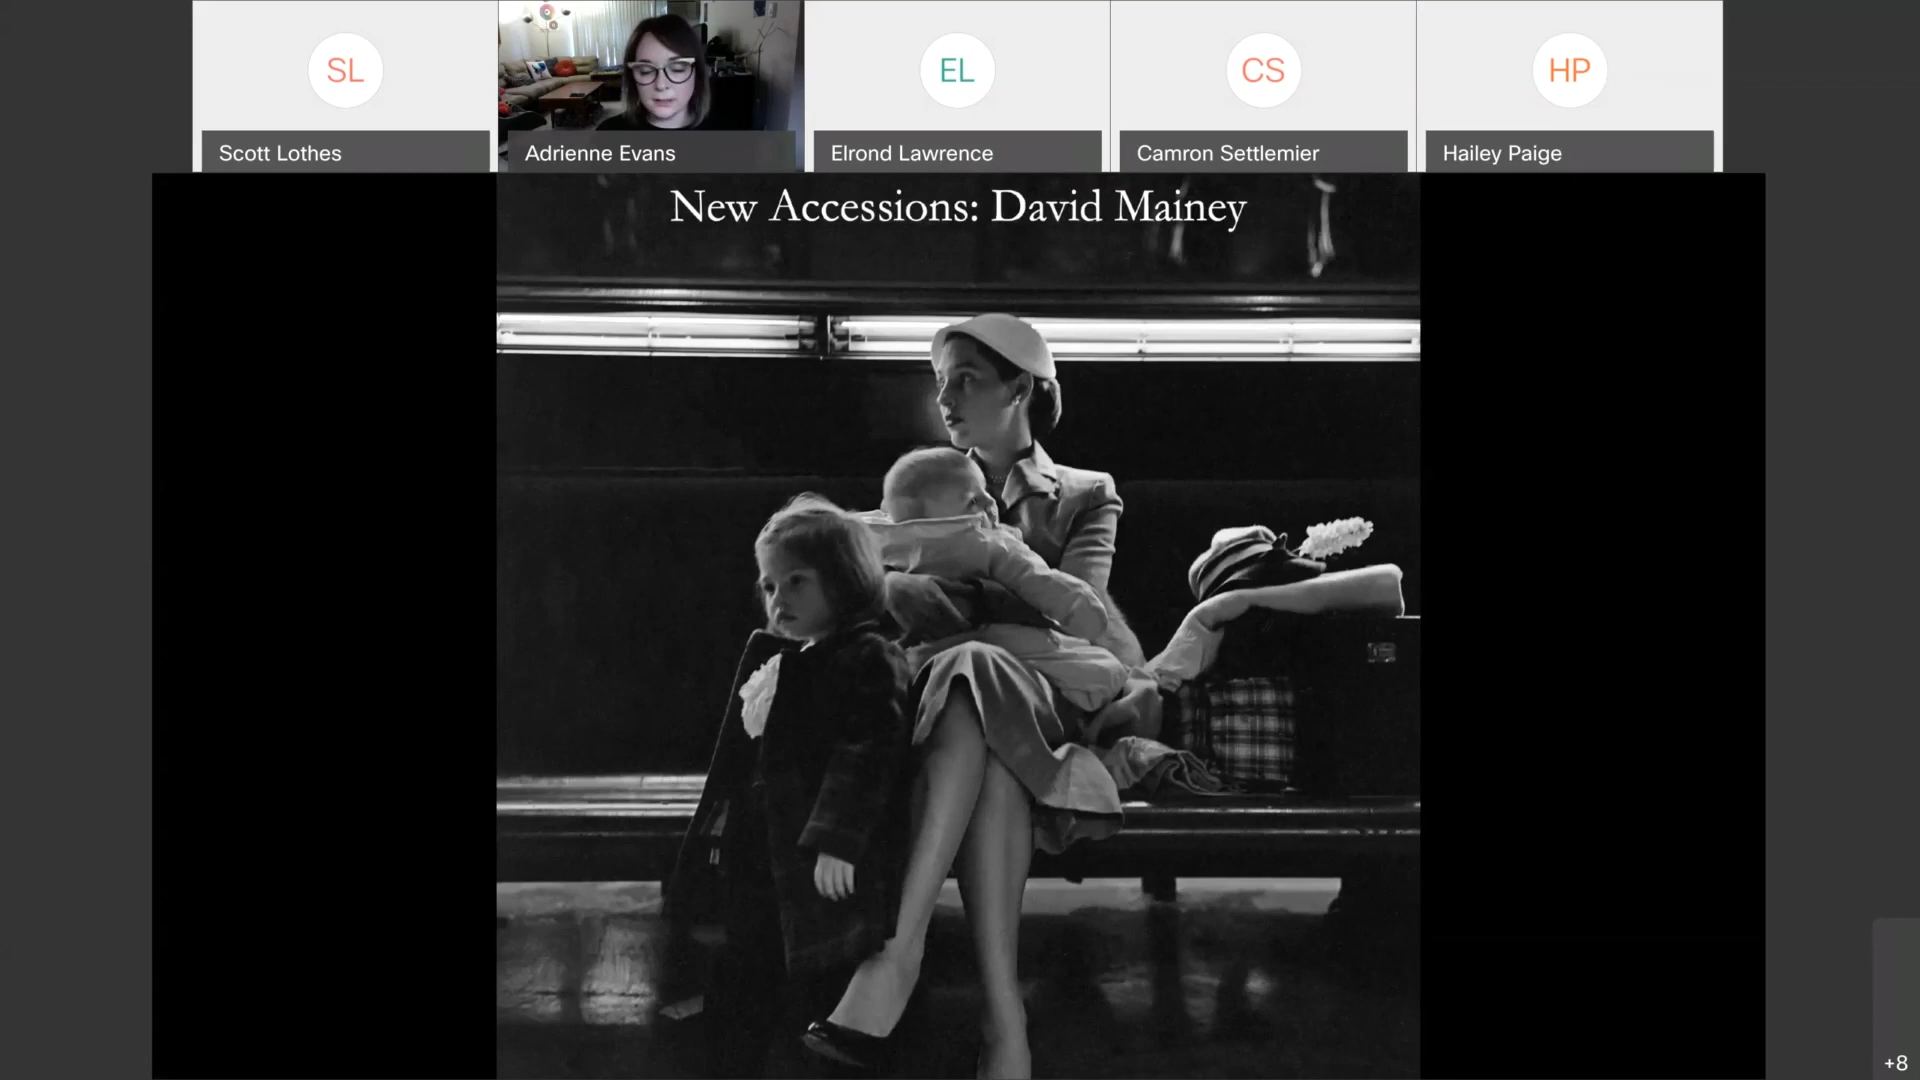 SL
EL
CS
HP
Scott Lothes
Adrienne Evans
Elrond Lawrence
Camron Settlemier
Hailey Paige
New Accessions: David Mainey
+8